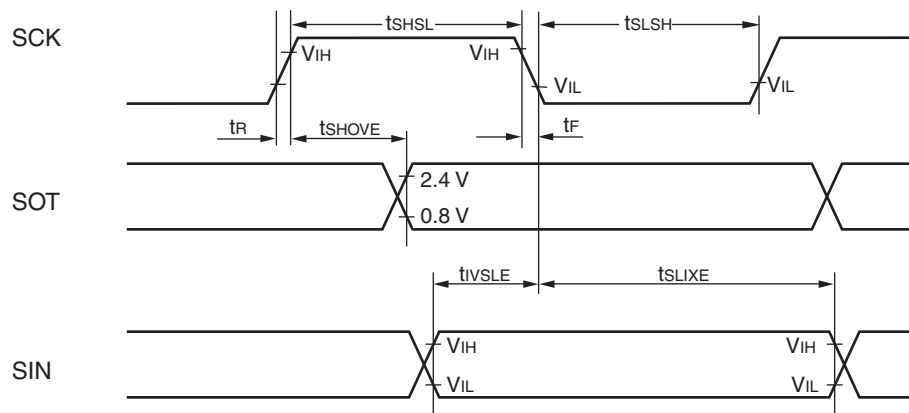 tSHSL
tSLSH
SCK
VIH
VIH
VIL
VIL
tR
tSHOVE
tF
SOT
2.4 V
0.8 V
tIVSLE
tSLIXE
SIN
VIH
VIH
VIL
VIL